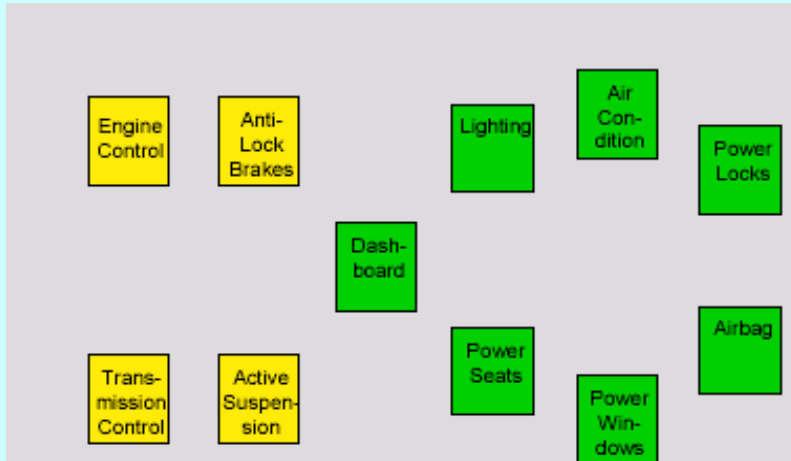 Engine
Control
Anti-
Lock
Brakes
Lighting
Air
Con-
dition
Power
Locks
Dash-
board
Trans-
mission
Control
Active
Suspen-
sion
Power
Seats
Power
Win-
dows
Airbag